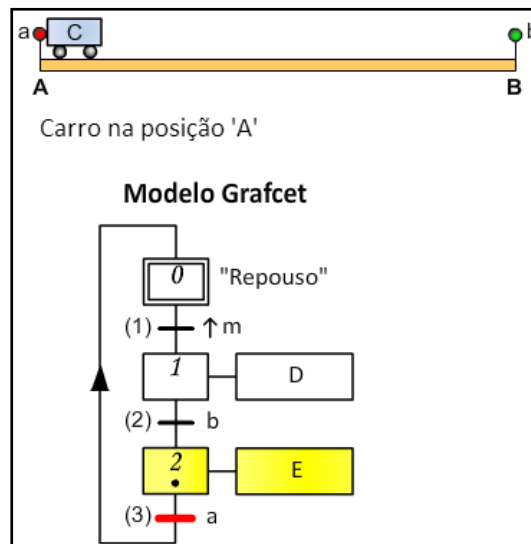 a C b
A B
Carro na posição 'A'
Modelo Grafcet
0 "Repouso"
(1) ↑ m
1 D
(2) b
2 E
(3) a